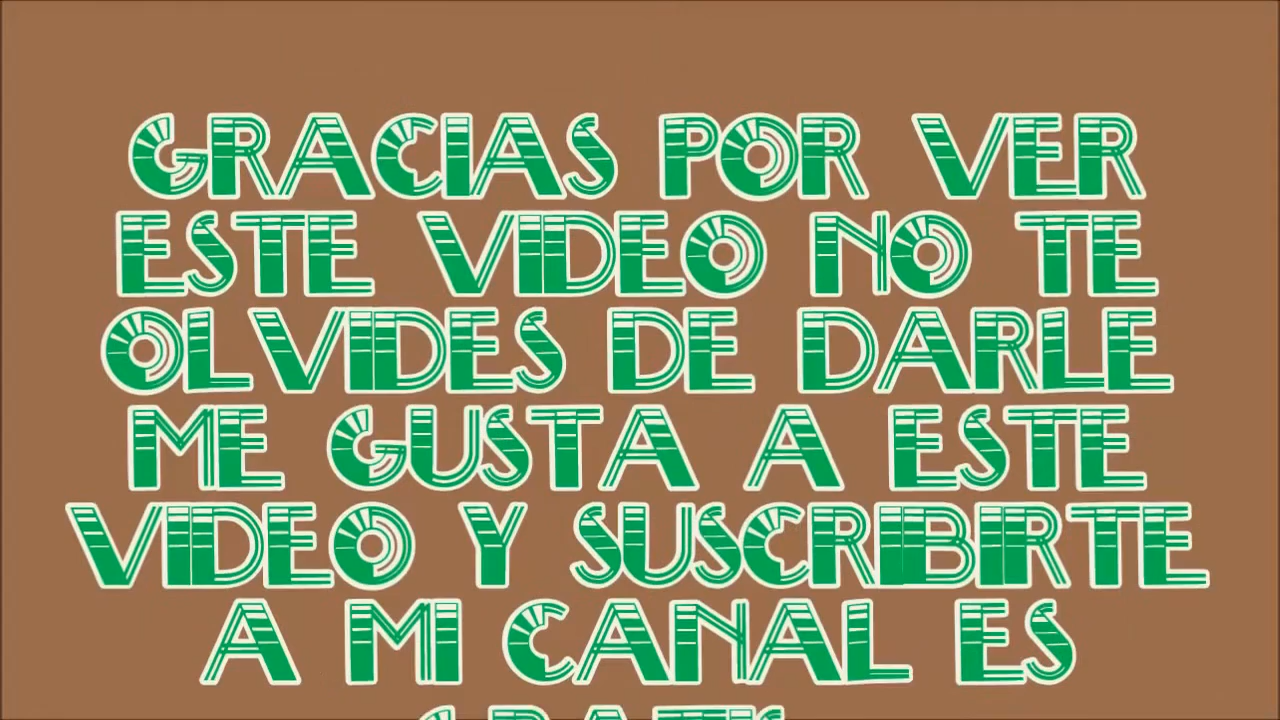 GRACIAS POR VER
ESTE VIDEO NO TE
OLVIDES DE DARLE
ME GUSTA A ESTE
VIDEO Y SUSCRIBIRTE
A MI CANAL ES